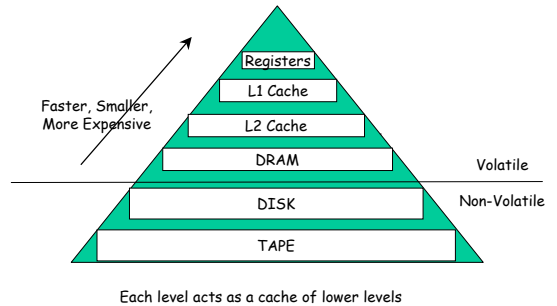 Registers
L1 Cache
Faster, Smaller,
More Expensive
L2 Cache
DRAM
Volatile
DISK
Non-Volatile
TAPE
Each level acts as a cache of lower levels